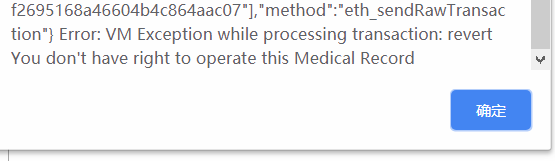 f2695168a46604b4c864aac07"],"method":"eth_sendRawTransac
tion"} Error: VM Exception while processing transaction: revert
You don't have right to operate this Medical Record
确定